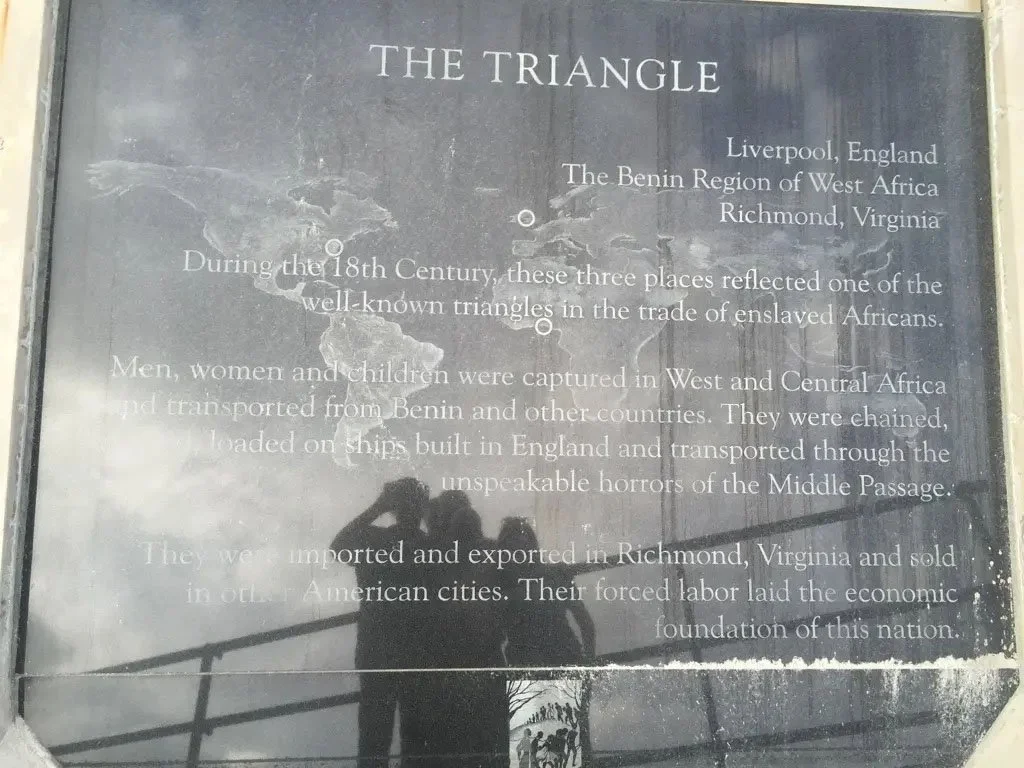 THE TRIANGLE
Liverpool, England
The Benin Region of West Africa
Richmond, Virginia
During the 18th Century, these three places reflected one of the
well-known triangles in the trade of enslaved Africans.
Men, women and children were captured in West and Central Africa
and transported from Benin and other countries. They were chained,
loaded on ships built in England and transported through the
unspeakable horrors of the Middle Passage.
They were imported and exported in Richmond, Virginia and sold
in other American cities. Their forced labor laid the economic
foundation of this nation.